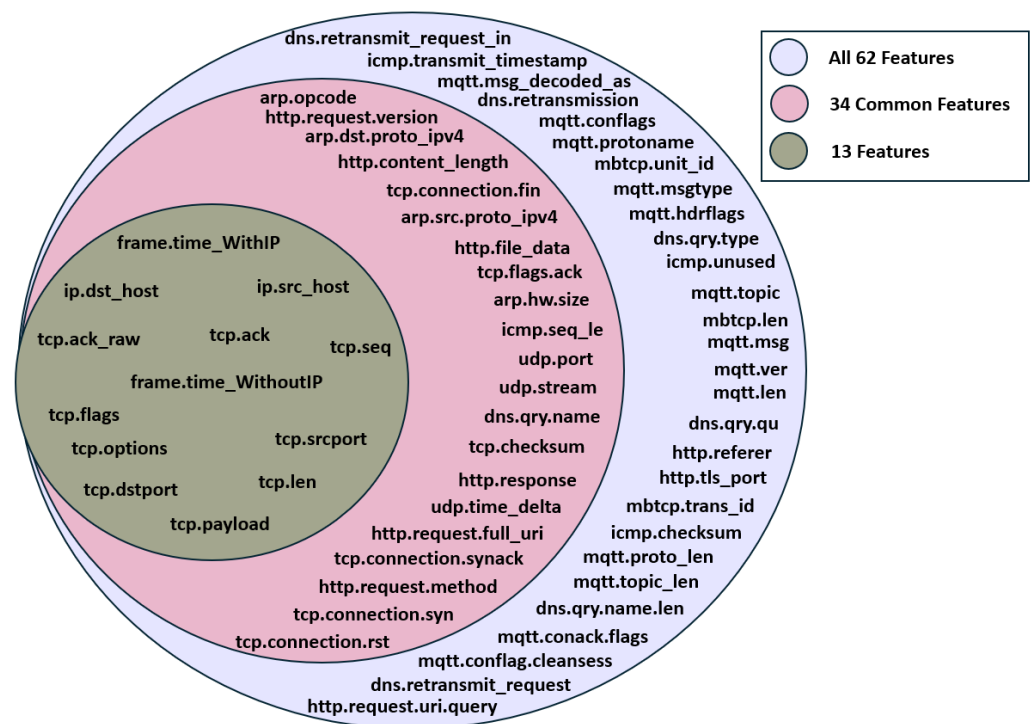 dns.retransmit_request_in
icmp.transmit_timestamp
mqtt.msg_decoded_as
dns.retransmission
mqtt.conflags
mqtt.protoname
mbtcp.unit_id
mqtt.msgtype
mqtt.hdrflags
dns.qry.type
icmp.unused
mqtt.topic
mbtcp.len
mqtt.msg
mqtt.ver
mqtt.len
dns.qry.qu
http.referer
http.tls_port
mbtcp.trans_id
icmp.checksum
mqtt.proto_len
mqtt.topic_len
dns.qry.name.len
mqtt.conack.flags
mqtt.conflag.cleansess
dns.retransmit_request
http.request.uri.query
arp.opcode
http.request.version
arp.dst.proto_ipv4
http.content_length
tcp.connection.fin
arp.src.proto_ipv4
http.file_data
tcp.flags.ack
arp.hw.size
icmp.seq_le
udp.port
udp.stream
dns.qry.name
tcp.checksum
http.response
udp.time_delta
http.request.full_uri
tcp.connection.synack
http.request.method
tcp.connection.syn
tcp.connection.rst
frame.time_WithIP
ip.dst_host
ip.src_host
tcp.ack_raw
tcp.ack
tcp.seq
frame.time_WithoutIP
tcp.flags
tcp.options
tcp.srcport
tcp.dstport
tcp.len
tcp.payload
All 62 Features
34 Common Features
13 Features